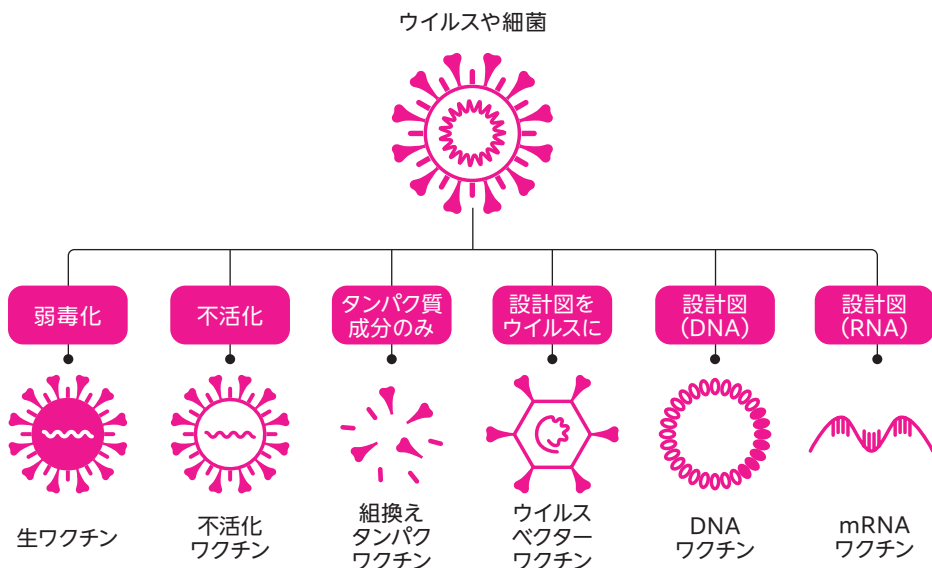 ウイルスや細菌
弱毒化
不活化
タンパク質
成分のみ
設計図を
ウイルスに
設計図
(DNA)
設計図
(RNA)
生ワクチン
不活化
ワクチン
組換え
タンパク
ワクチン
ウイルス
ベクター
ワクチン
DNA
ワクチン
mRNA
ワクチン